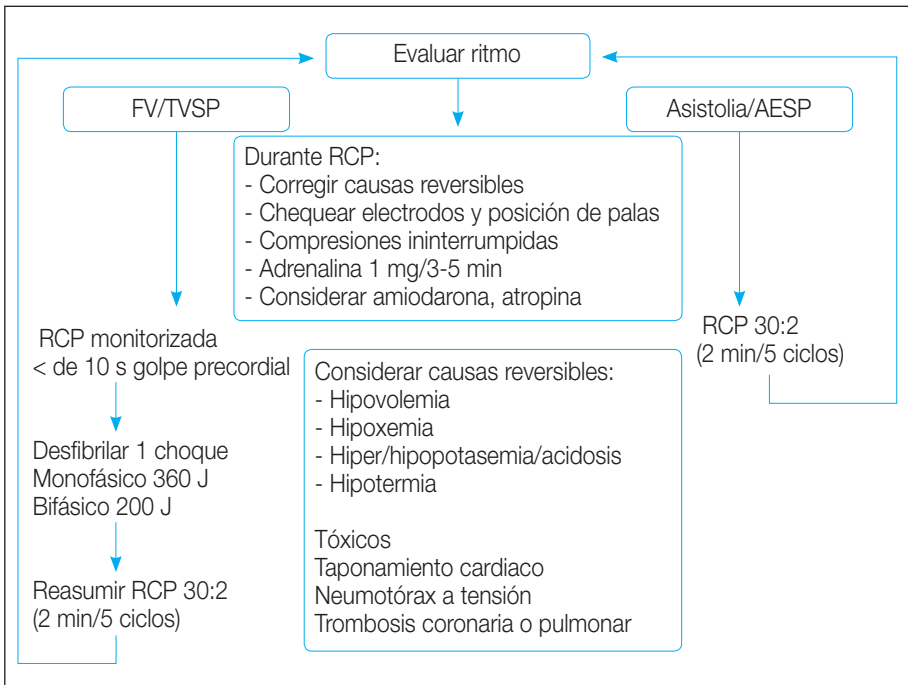 Evaluar ritmo
FV/TVSP
Asistolia/AESP
Durante RCP:
- Corregir causas reversibles
- Chequear electrodos y posición de palas
- Compresiones ininterrumpidas
- Adrenalina 1 mg/3-5 min
- Considerar amiodarona, atropina
RCP monitorizada
< de 10 s golpe precordial
Desfibrilar 1 choque
Monofásico 360 J
Bifásico 200 J
Reasumir RCP 30:2
(2 min/5 ciclos)
Considerar causas reversibles:
- Hipovolemia
- Hipoxemia
- Hiper/hipopotasemia/acidosis
- Hipotermia
Tóxicos
Taponamiento cardiaco
Neumotórax a tensión
Trombosis coronaria o pulmonar
RCP 30:2
(2 min/5 ciclos)